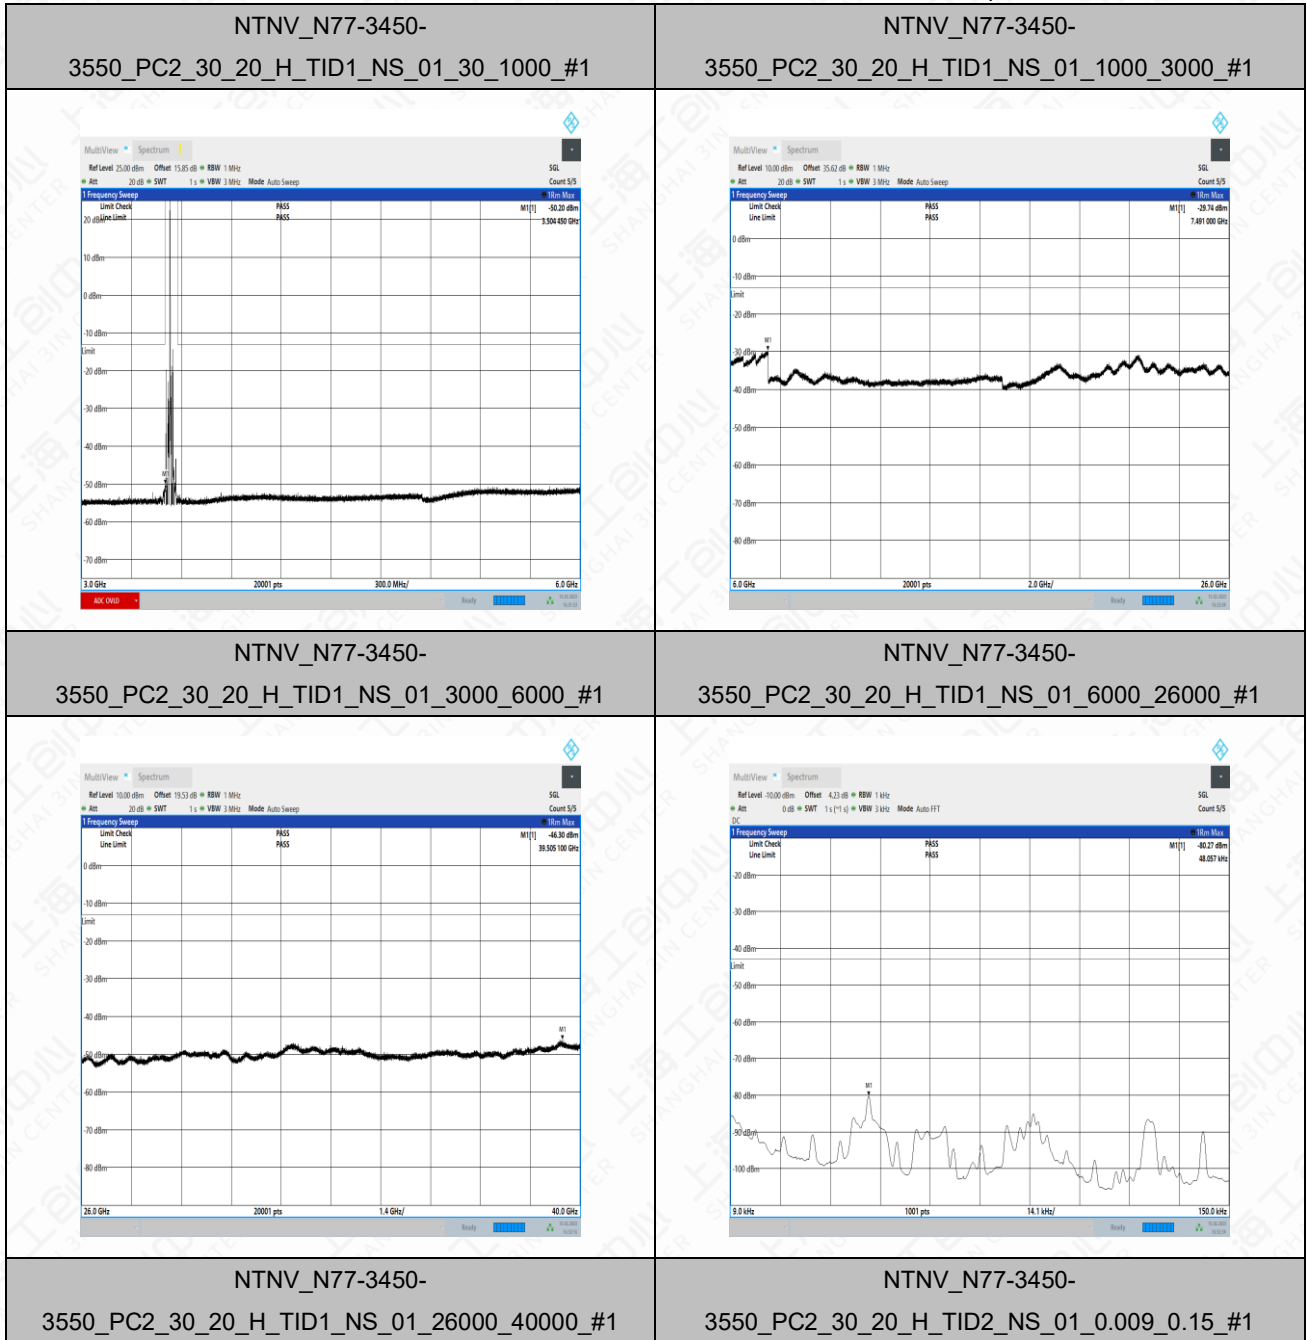 NTNV_N77-3450-
3550_PC2_30_20_H_TID1_NS_01_30_1000_#1
NTNV_N77-3450-
3550_PC2_30_20_H_TID1_NS_01_1000_3000_#1
MultiView Spectrum
Ref Level 25.00 dBm Offset 15.85 dB RBW 1 MHz SGL
Att 20 dB SWT 1 s VBW 3 MHz Mode Auto Sweep Count 5/5
1 Frequency Sweep 1Rm Max
Limit Check PASS M1[1] -50.20 dBm
Line Limit PASS 3.504 450 GHz
20 dBm
10 dBm
0 dBm
-10 dBm
Limit
-20 dBm
-30 dBm
-40 dBm
M1
-50 dBm
-60 dBm
-70 dBm
3.0 GHz 20001 pts 300.0 MHz/ 6.0 GHz
ADC OVLD Ready
MultiView Spectrum
Ref Level 10.00 dBm Offset 35.62 dB RBW 1 MHz SGL
Att 20 dB SWT 1 s VBW 3 MHz Mode Auto Sweep Count 5/5
1 Frequency Sweep 1Rm Max
Limit Check PASS M1[1] -29.74 dBm
Line Limit PASS 7.491 000 GHz
0 dBm
-10 dBm
Limit
-20 dBm
M1
-30 dBm
-40 dBm
-50 dBm
-60 dBm
-70 dBm
-80 dBm
6.0 GHz 20001 pts 2.0 GHz/ 26.0 GHz
Ready
NTNV_N77-3450-
3550_PC2_30_20_H_TID1_NS_01_3000_6000_#1
NTNV_N77-3450-
3550_PC2_30_20_H_TID1_NS_01_6000_26000_#1
MultiView Spectrum
Ref Level 10.00 dBm Offset 19.53 dB RBW 1 MHz SGL
Att 20 dB SWT 1 s VBW 3 MHz Mode Auto Sweep Count 5/5
1 Frequency Sweep 1Rm Max
Limit Check PASS M1[1] -46.30 dBm
Line Limit PASS 39.505 100 GHz
0 dBm
-10 dBm
Limit
-20 dBm
-30 dBm
-40 dBm
M1
-50 dBm
-60 dBm
-70 dBm
-80 dBm
26.0 GHz 20001 pts 1.4 GHz/ 40.0 GHz
Ready
MultiView Spectrum
Ref Level -10.00 dBm Offset 4.23 dB RBW 1 kHz SGL
Att 0 dB SWT 1 s (~1 s) VBW 3 kHz Mode Auto FFT Count 5/5
DC
1 Frequency Sweep 1Rm Max
Limit Check PASS M1[1] -80.27 dBm
Line Limit PASS 48.057 kHz
-20 dBm
-30 dBm
-40 dBm
Limit
-50 dBm
-60 dBm
-70 dBm
M1
-80 dBm
-90 dBm
-100 dBm
9.0 kHz 1001 pts 14.1 kHz/ 150.0 kHz
Ready
NTNV_N77-3450-
3550_PC2_30_20_H_TID1_NS_01_26000_40000_#1
NTNV_N77-3450-
3550_PC2_30_20_H_TID2_NS_01_0.009_0.15_#1